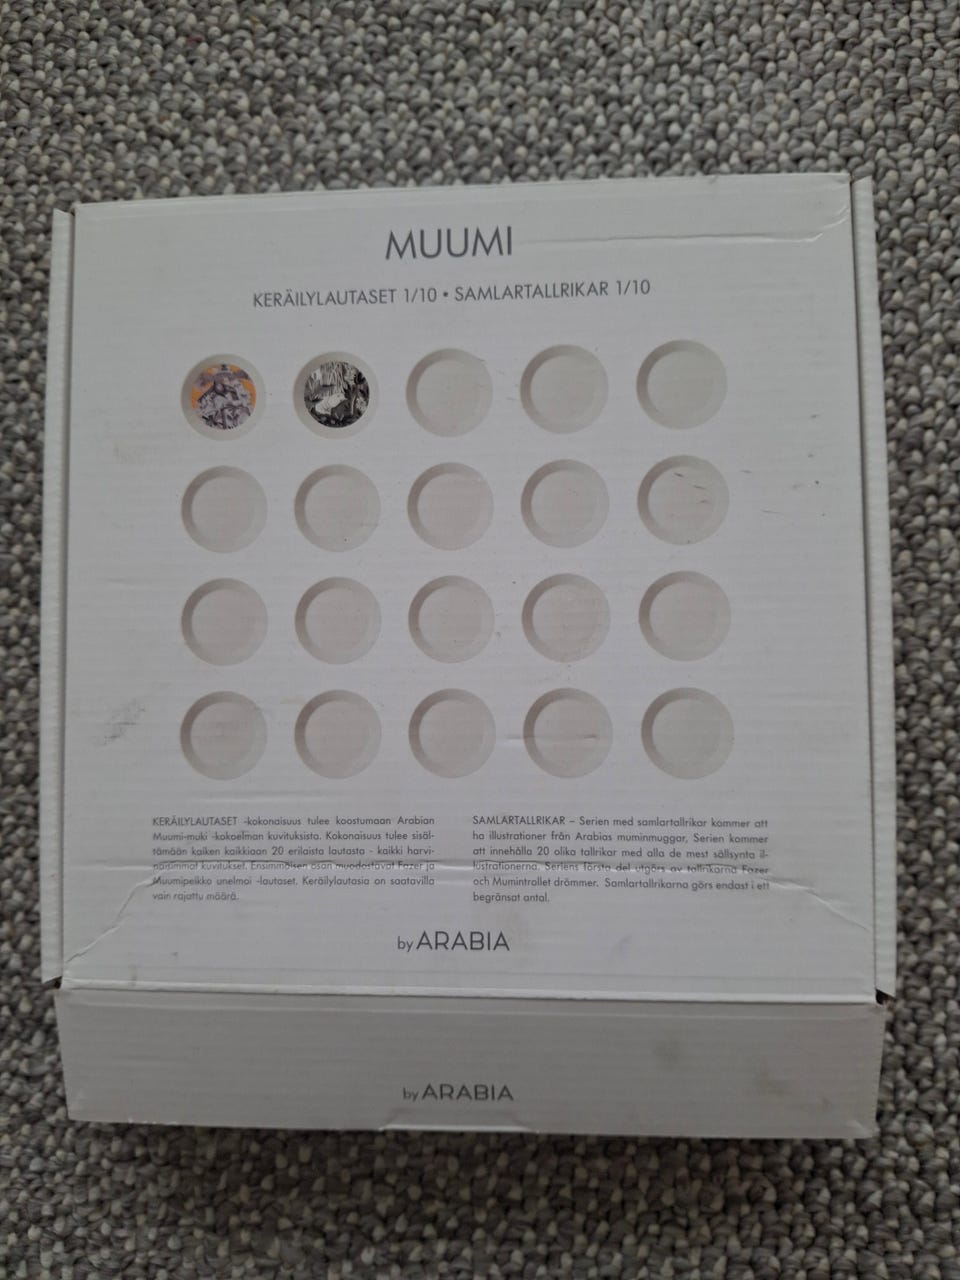 MUUMI
KERÄILYLAUTASET 1/10 • SAMLARTALLRIKAR 1/10
KERÄILYLAUTASET -kokonaisuus tulee koostumaan Arabian
Muumi-muki -kokoelman kuvituksista. Kokonaisuus tulee sisäl-
tämään kaiken kaikkiaan 20 erilaista lautasta - kaikki harvi-
naisimmat kuvitukset. Ensimmäisen osan muodostavat Fazer ja
Muumipeikko unelmoi -lautaset. Keräilylautasia on saatavilla
vain rajattu määrä.
SAMLARTALLRIKAR – Serien med samlartallrikar kommer att
ha illustrationer från Arabias muminmuggar, Serien kommer
att innehålla 20 olika tallrikar med alla de mest sällsynta il-
lustrationerna. Seriens första del utgörs av tallrikarna Fazer
och Mumintrollet drömmer. Samlartallrikarna görs endast i ett
begränsat antal.
by ARABIA
by ARABIA